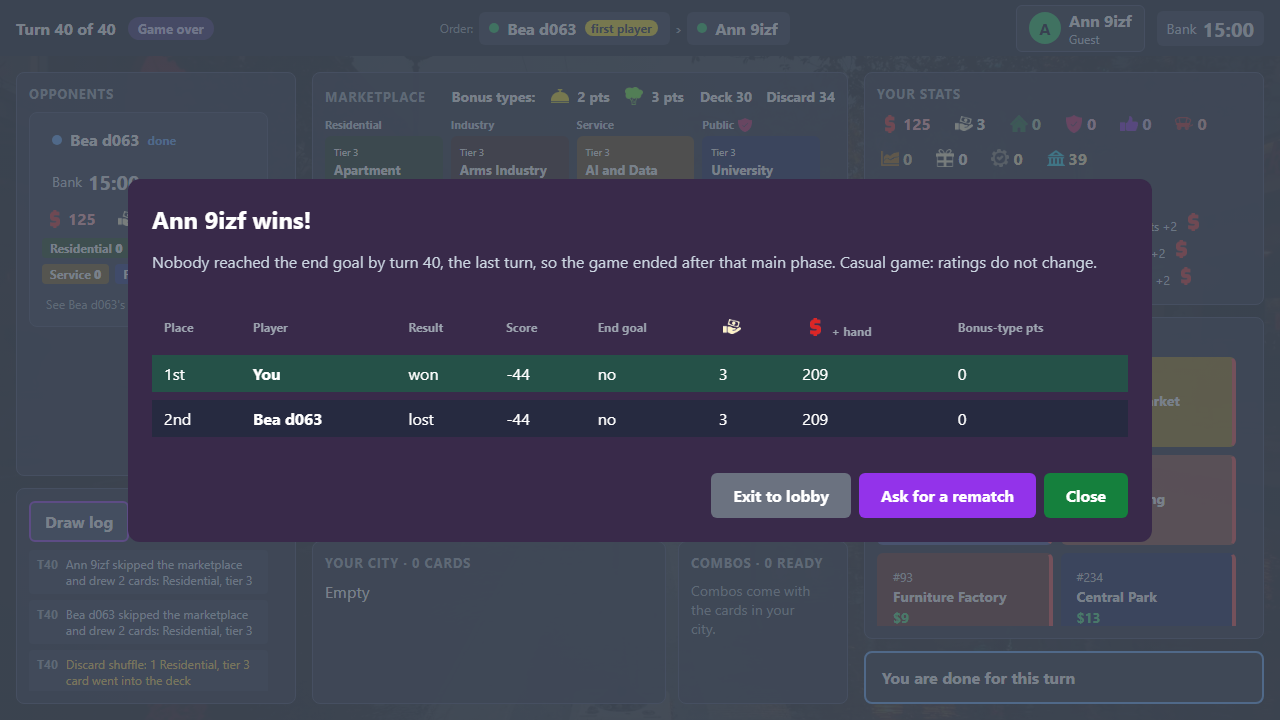 Turn 40 of 40 Game over
Order: Bea d063 first player › Ann 9izf
A Ann 9izf
Guest
Bank 15:00
OPPONENTS
Bea d063 done
Bank 15:00
125
Residential 0
Service 0
See Bea d063's
MARKETPLACE Bonus types: 2 pts 3 pts Deck 30 Discard 34
Residential Industry Service Public
Tier 3 Tier 3 Tier 3 Tier 3
Apartment Arms Industry AI and Data University
YOUR STATS
125 3 0 0 0 0
0 0 0 39
+2
+2
+2
Ann 9izf wins!
Nobody reached the end goal by turn 40, the last turn, so the game ended after that main phase. Casual game: ratings do not change.
Place Player Result Score End goal + hand Bonus-type pts
1st You won -44 no 3 209 0
2nd Bea d063 lost -44 no 3 209 0
Exit to lobby Ask for a rematch Close
Draw log
T40 Ann 9izf skipped the marketplace
and drew 2 cards: Residential, tier 3
T40 Bea d063 skipped the marketplace
and drew 2 cards: Residential, tier 3
T40 Discard shuffle: 1 Residential, tier 3
card went into the deck
YOUR CITY · 0 CARDS
Empty
COMBOS · 0 READY
Combos come with
the cards in your
city.
#93
Furniture Factory
$9
#234
Central Park
$13
You are done for this turn